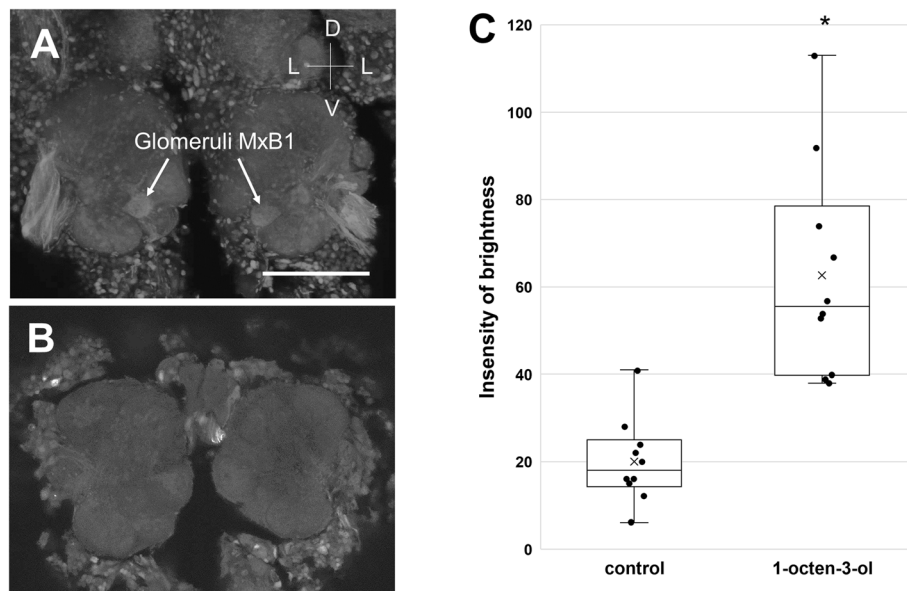 A
D
L L
V
Glomeruli MxB1
B
C
Insensity of brightness
120
*
100
80
60
40
20
0
control 1-octen-3-ol